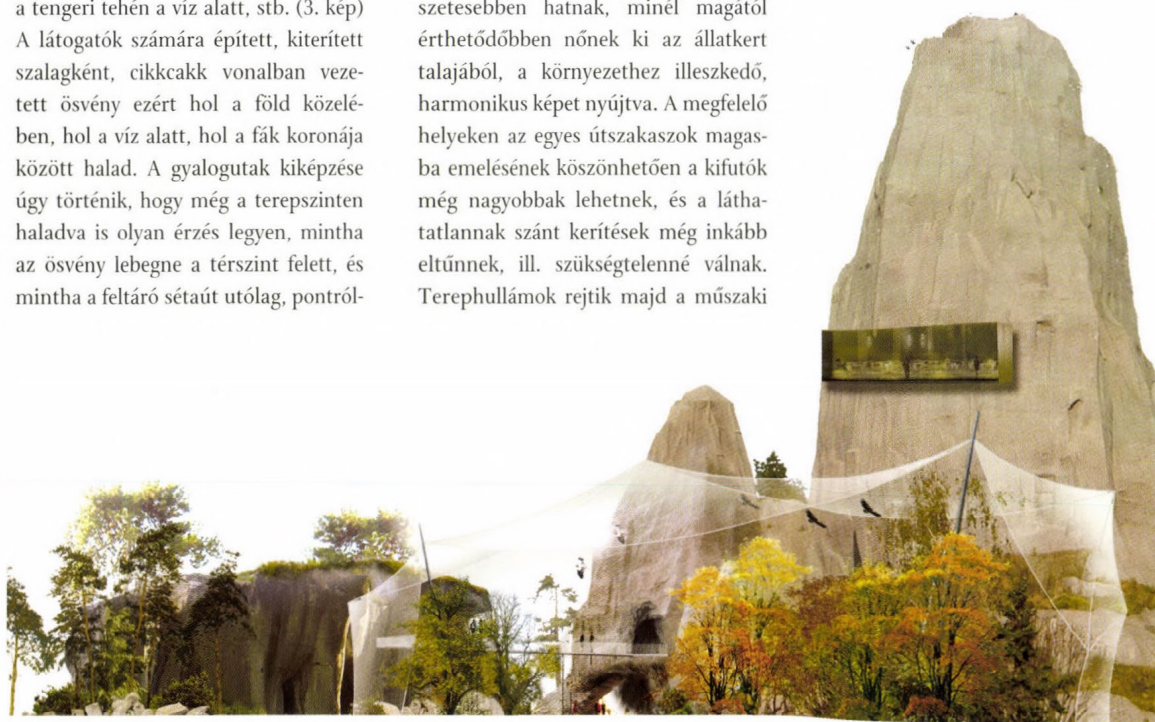 a tengeri tehén a víz alatt, stb. (3. kép)
A látogatók számára épített, kiterített
szalagként, cikkcakk vonalban veze-
tett ösvény ezért hol a föld közelé-
ben, hol a víz alatt, hol a fák koronája
között halad. A gyalogutak kiképzése
úgy történik, hogy még a terepszinten
haladva is olyan érzés legyen, mintha
az ösvény lebegne a térszint felett, és
mintha a feltáró sétaút utólag, pontról-
szetesebben hatnak, minél magától
érthetődőbben nőnek ki az állatkert
talajából, a környezethez illeszkedő,
harmonikus képet nyújtva. A megfelelő
helyeken az egyes útszakaszok magas-
ba emelésének köszönhetően a kifutók
még nagyobbak lehetnek, és a látha-
tatlannak szánt kerítések még inkább
eltűnnek, ill. szükségtelenné válnak.
Terephullámok rejtik majd a műszaki